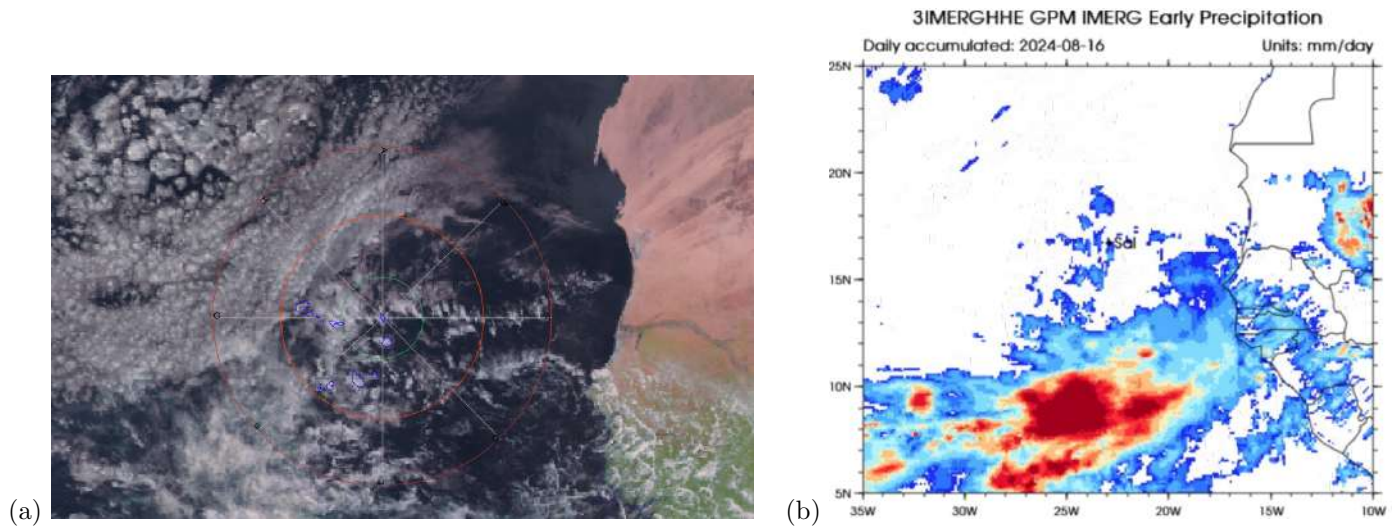 (a)
(b)
3IMERGHHE GPM IMERG Early Precipitation
Daily accumulated: 2024-08-16 Units: mm/day
25N
20N
15N
10N
5N
Sal
35W 30W 25W 20W 15W 10W